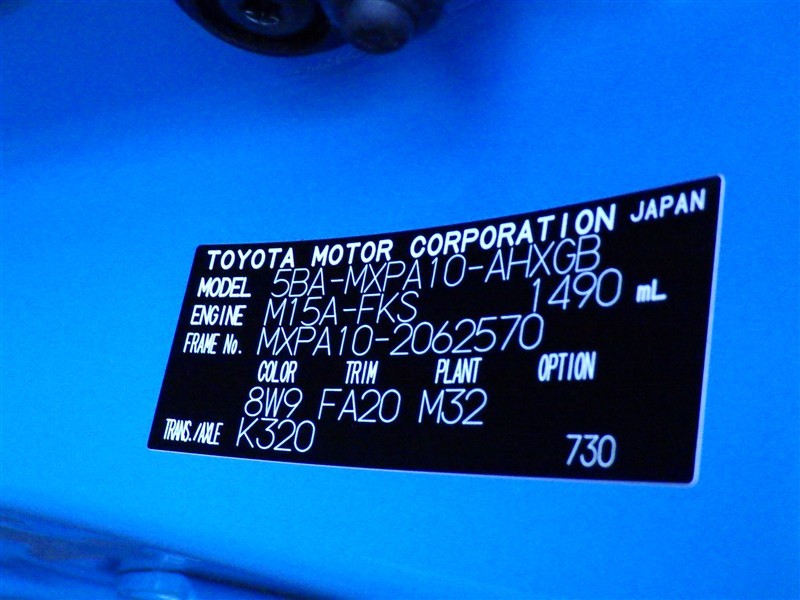 TOYOTA MOTOR CORPORATION JAPAN
MODEL 5BA-MXPA10-AHXGB
ENGINE M15A-FKS 1490 mL
FRAME No. MXPA10-2062570
COLOR TRIM PLANT OPTION
8W9 FA20 M32
TRANS./AXLE K320 730